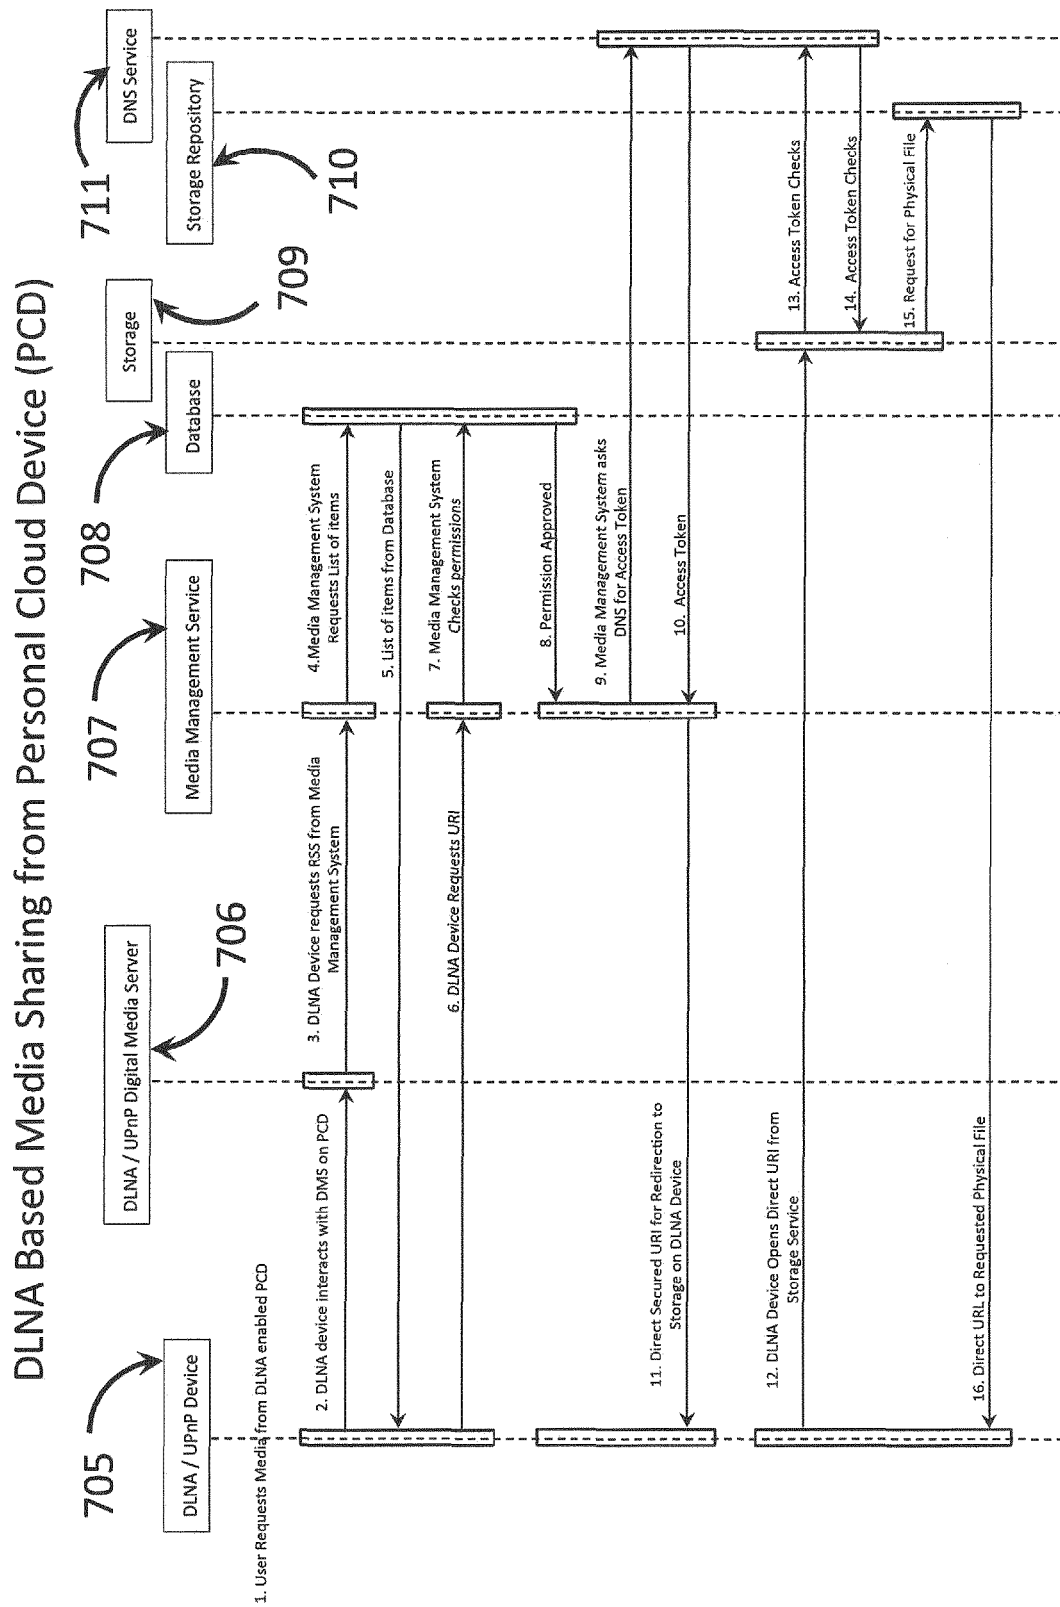 DLNA Based Media Sharing from Personal Cloud Device (PCD)
705
706
707
708
709
710
711
DLNA / UPnP Device
DLNA / UPnP Digital Media Server
Media Management Service
Database
Storage
Storage Repository
DNS Service
1. User Requests Media from DLNA enabled PCD
2. DLNA device interacts with DMS on PCD
3. DLNA Device requests RSS from Media
Management System
4.Media Management System
Requests List of items
5. List of items from Database
6. DLNA Device Requests URI
7. Media Management System
Checks permissions
8. Permission Approved
9. Media Management System asks
DNS for Access Token
10. Access Token
11. Direct Secured URI for Redirection to
Storage on DLNA Device
12. DLNA Device Opens Direct URI from
Storage Service
13. Access Token Checks
14. Access Token Checks
15. Request for Physical File
16. Direct URL to Requested Physical File